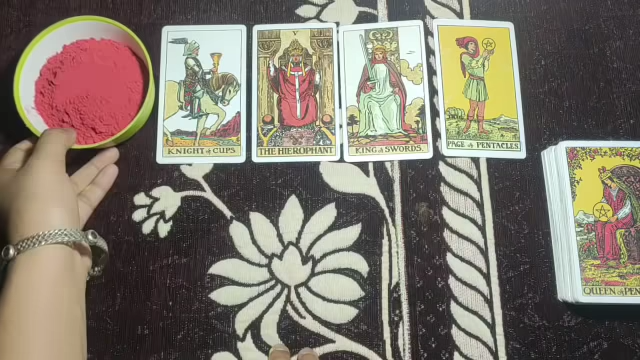 KNIGHT of CUPS.
V
THE HIEROPHANT
KING of SWORDS.
PAGE of PENTACLES.
QUEEN of PEN